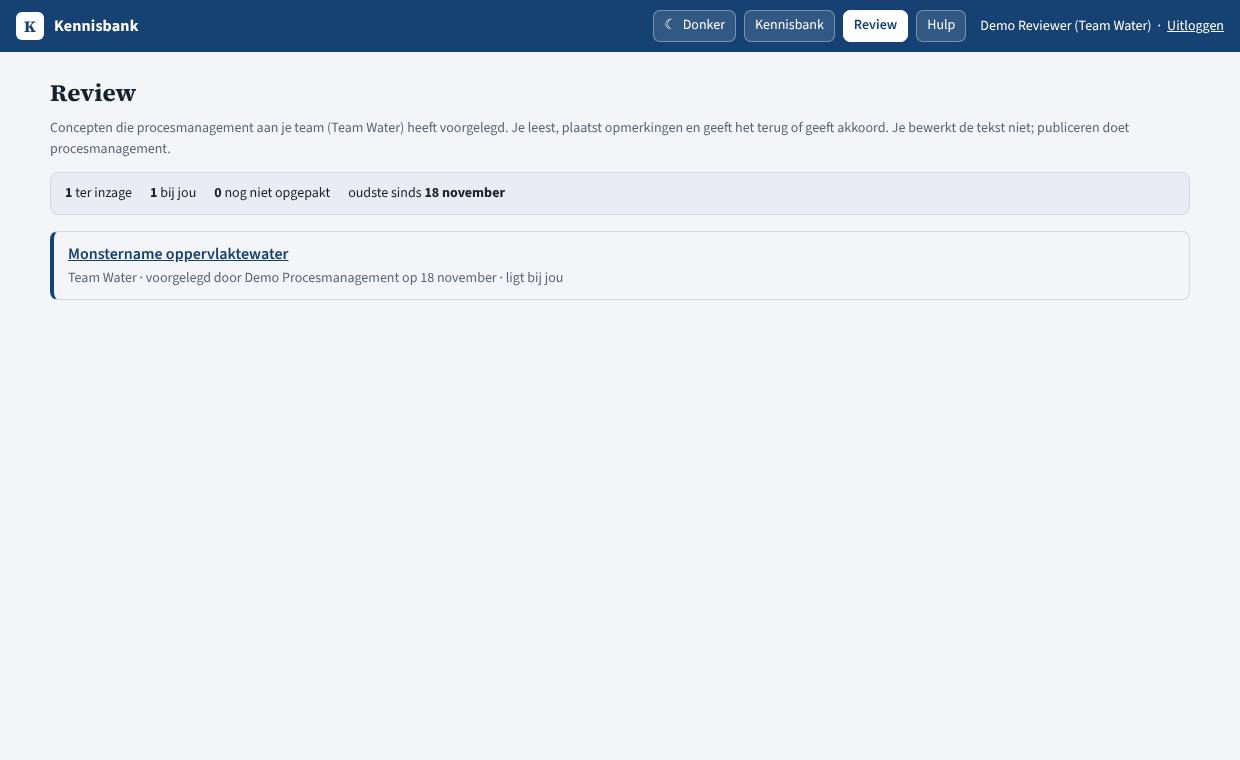 K Kennisbank
☾ Donker Kennisbank Review Hulp Demo Reviewer (Team Water) · Uitloggen
Review
Concepten die procesmanagement aan je team (Team Water) heeft voorgelegd. Je leest, plaatst opmerkingen en geeft het terug of geeft akkoord. Je bewerkt de tekst niet; publiceren doet
procesmanagement.
1 ter inzage 1 bij jou 0 nog niet opgepakt oudste sinds 18 november
Monstername oppervlaktewater
Team Water · voorgelegd door Demo Procesmanagement op 18 november · ligt bij jou